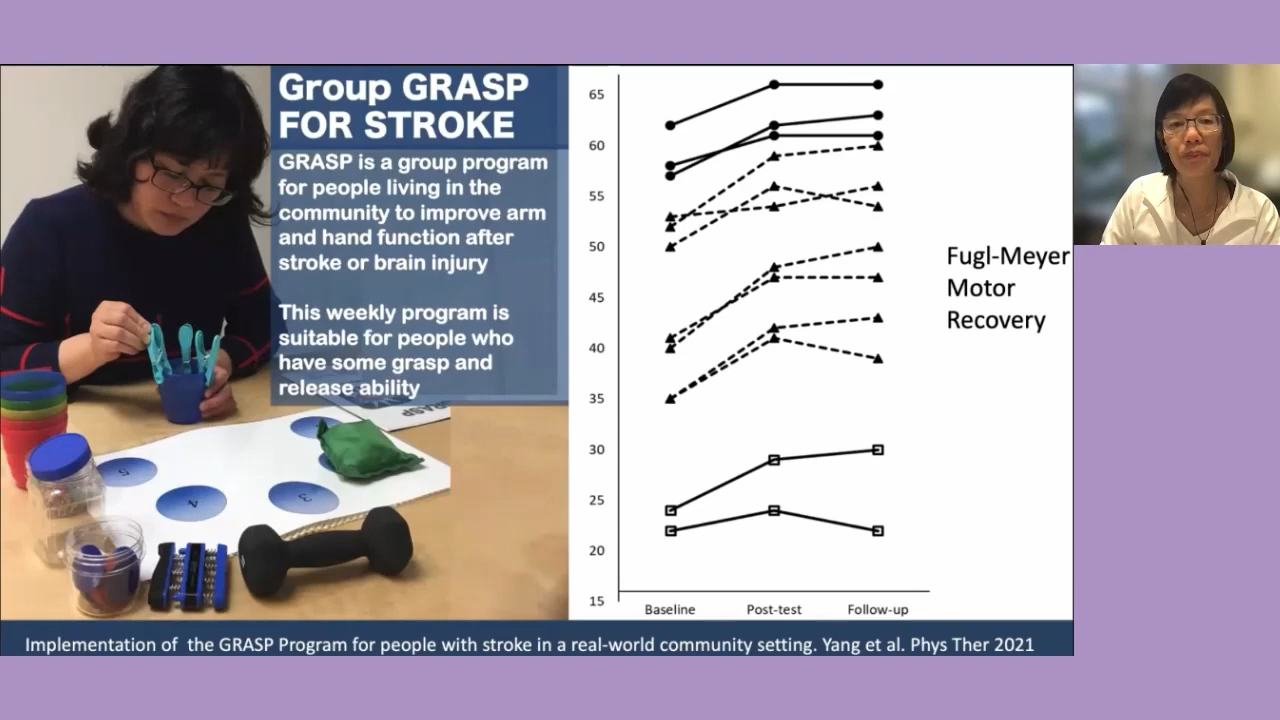 Group GRASP
FOR STROKE
GRASP is a group program
for people living in the
community to improve arm
and hand function after
stroke or brain injury
This weekly program is
suitable for people who
have some grasp and
release ability
GRASP
5
4
3
65
60
55
50
45
40
35
30
25
20
15
Baseline Post-test Follow-up
Fugl-Meyer
Motor
Recovery
Implementation of the GRASP Program for people with stroke in a real-world community setting. Yang et al. Phys Ther 2021